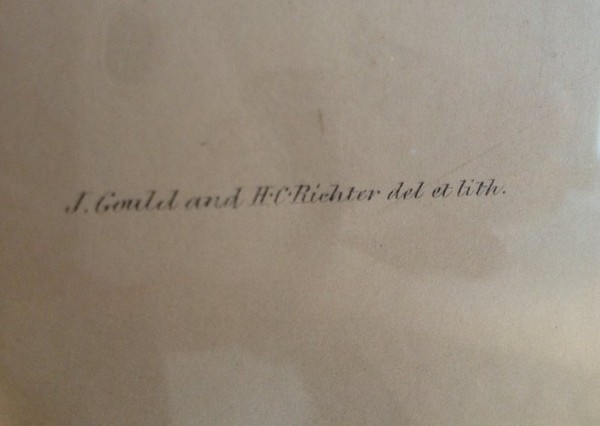 J. Gould and H.C. Richter del et lith.